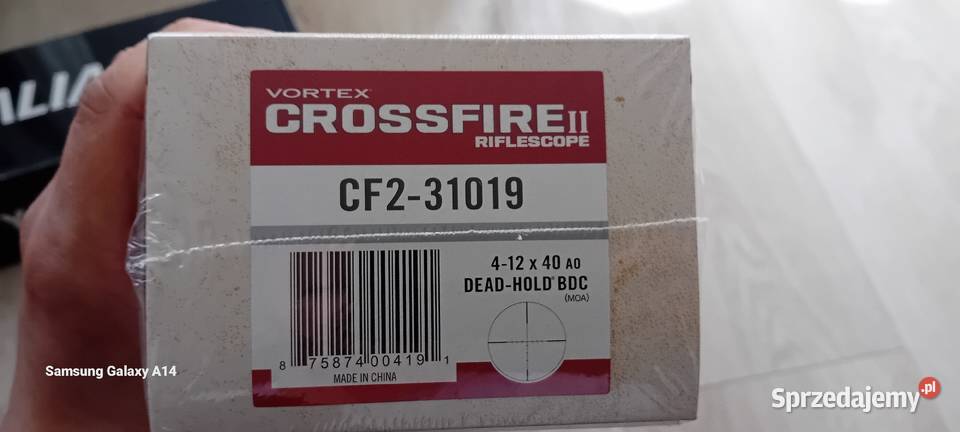 ALIA
VORTEX
CROSSFIRE II
RIFLESCOPE
CF2-31019
4-12 x 40 AO
DEAD-HOLD® BDC
(MOA)
8 75874 00419 1
MADE IN CHINA
Samsung Galaxy A14
Sprzedajemy.pl